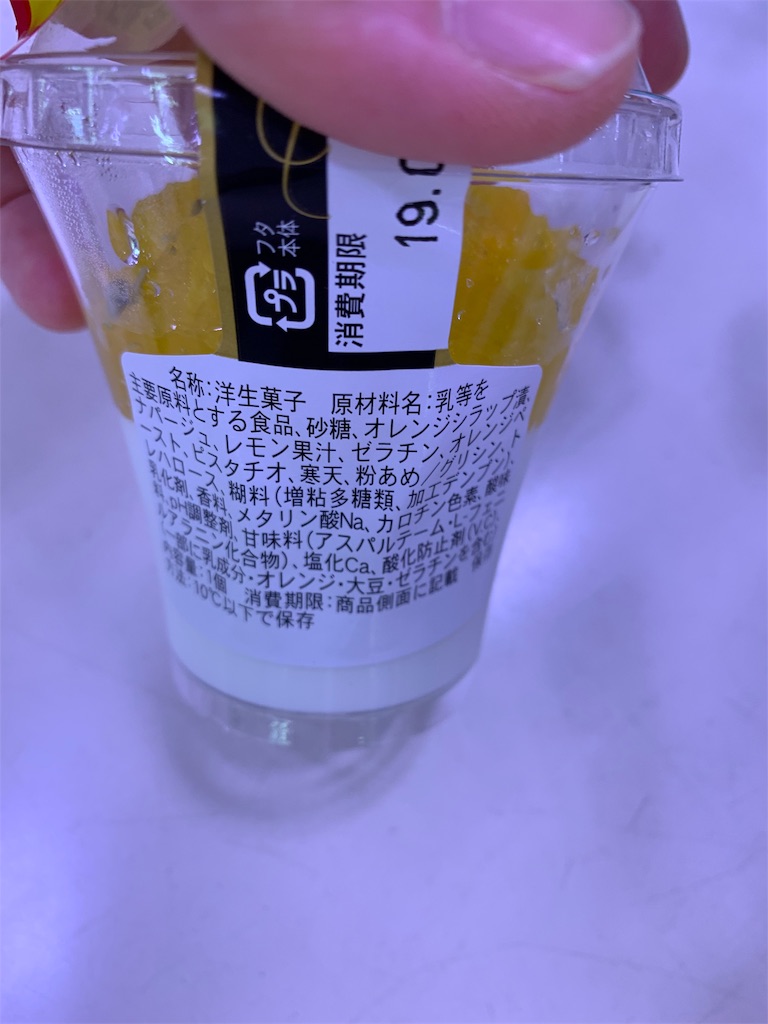 フタ
本体
プラ
消費期限
19.0
名称:洋生菓子 原材料名:乳等を
主要原料とする食品、砂糖、オレンジシラップ漬、
ナパージュ、レモン果汁、ゼラチン、オレンジペ
ースト、ピスタチオ、寒天、粉あめ/グリシン、ト
レハロース、糊料(増粘多糖類、加工デンプン)、
乳化剤、香料、メタリン酸Na、カロチン色素、酸味
料、pH調整剤、甘味料(アスパルテーム・L-フェニ
ルアラニン化合物)、塩化Ca、酸化防止剤(V.C)、
(一部に乳成分・オレンジ・大豆・ゼラチンを含む)
内容量:1個 消費期限:商品側面に記載 保存
方法:10℃以下で保存